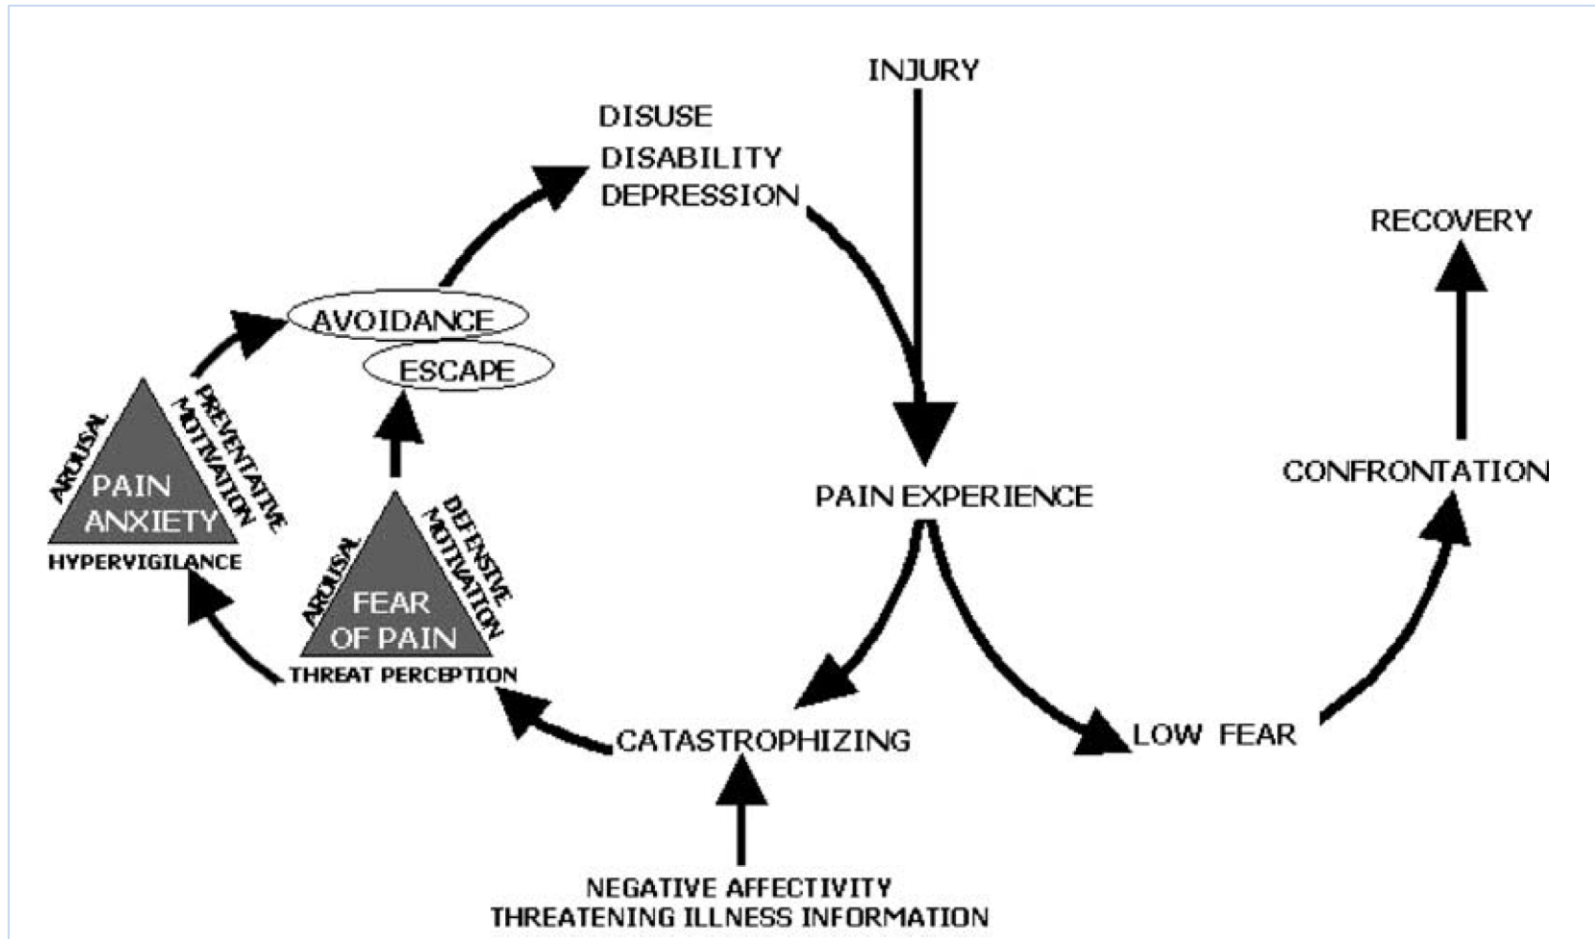 INJURY
DISUSE
DISABILITY
DEPRESSION
RECOVERY
AVOIDANCE
ESCAPE
AROUSAL
PREVENTATIVE
MOTIVATION
PAIN
ANXIETY
HYPERVIGILANCE
PAIN EXPERIENCE
CONFRONTATION
AROUSAL
DEFENSIVE
MOTIVATION
FEAR
OF PAIN
THREAT PERCEPTION
CATASTROPHIZING
LOW FEAR
NEGATIVE AFFECTIVITY
THREATENING ILLNESS INFORMATION